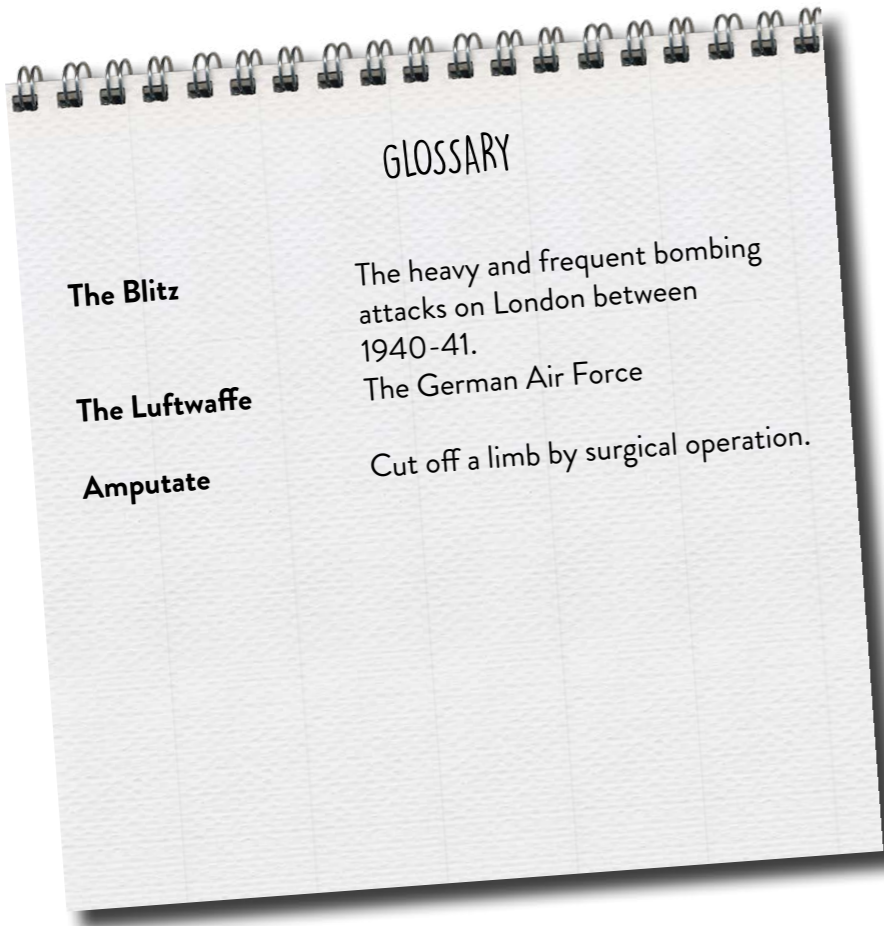 GLOSSARY
The Blitz
The heavy and frequent bombing
attacks on London between
1940-41.
The Luftwaffe
The German Air Force
Amputate
Cut off a limb by surgical operation.